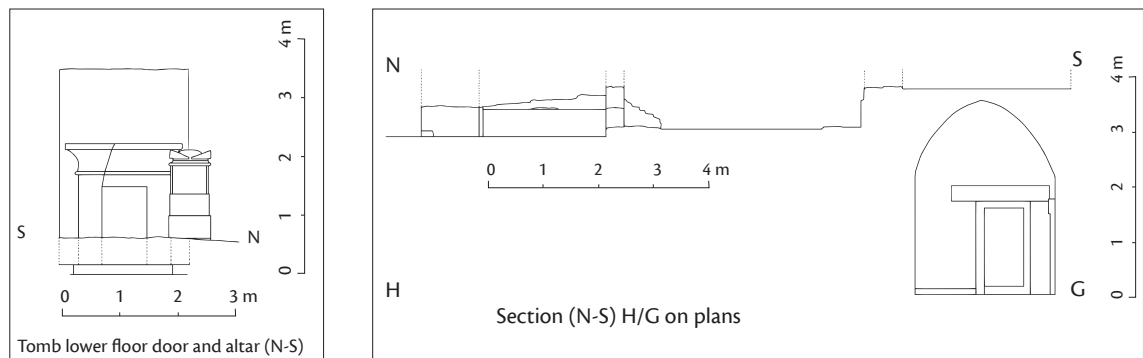 4 m
3
2
1
0
S
N
0 1 2 3 m
Tomb lower floor door and altar (N-S)
N
S
4 m
3
2
1
0
0 1 2 3 4 m
H
G
Section (N-S) H/G on plans